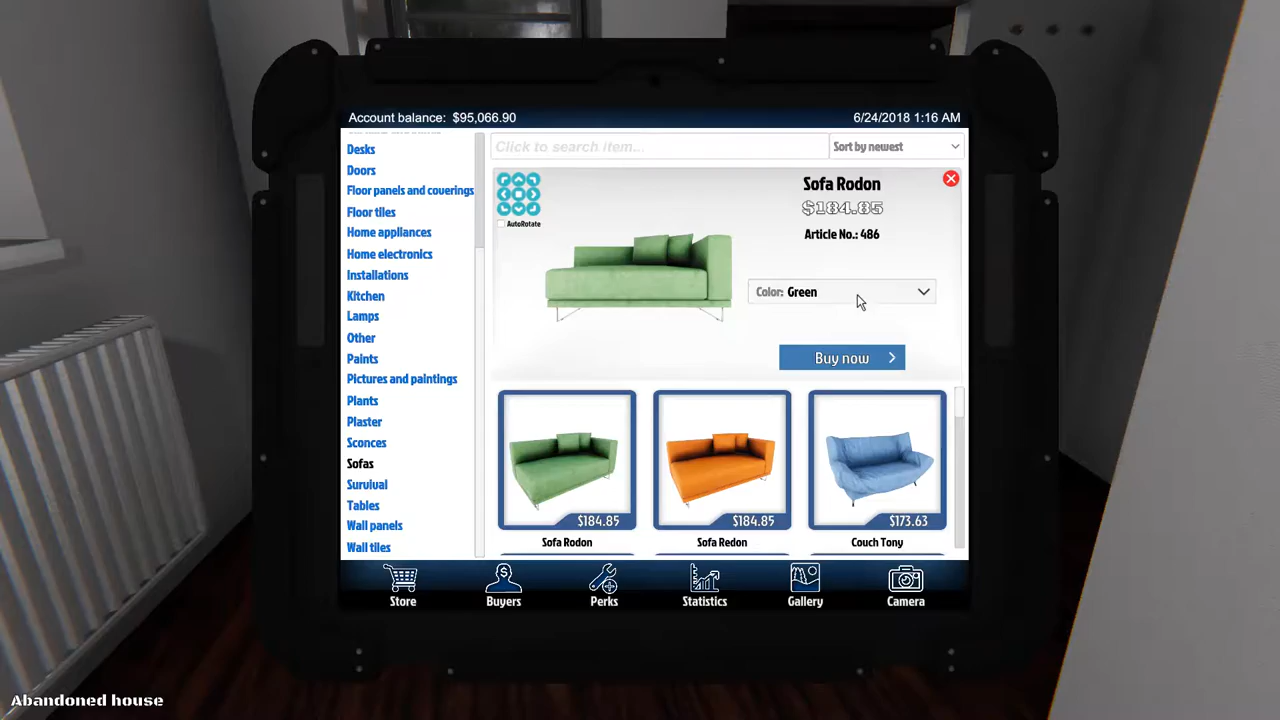 Account balance: $95,066.90
6/24/2018 1:16 AM
Desks
Doors
Floor panels and coverings
Floor tiles
Home appliances
Home electronics
Installations
Kitchen
Lamps
Other
Paints
Pictures and paintings
Plants
Plaster
Sconces
Sofas
Survival
Tables
Wall panels
Wall tiles
Click to search item...
Sort by newest
AutoRotate
Sofa Rodon
$184.85
Article No.: 486
Color: Green
Buy now
$184.85
$184.85
$173.63
Sofa Rodon
Sofa Redon
Couch Tony
Store
Buyers
Perks
Statistics
Gallery
Camera
Abandoned house